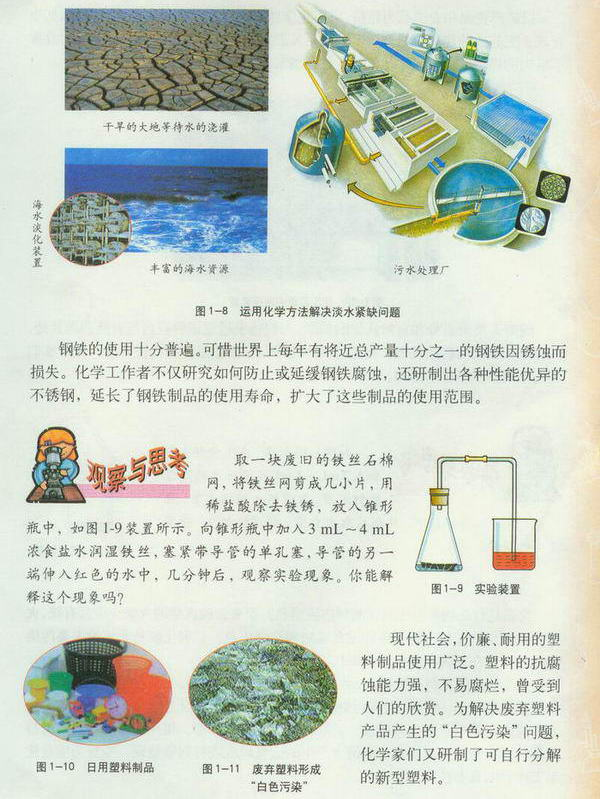 干旱的大地等待水的浇灌
海水淡化装置
丰富的海水资源
污水处理厂
图1-8 运用化学方法解决淡水紧缺问题
钢铁的使用十分普遍。可惜世界上每年有将近总产量十分之一的钢铁因锈蚀而
损失。化学工作者不仅研究如何防止或延缓钢铁腐蚀，还研制出各种性能优异的
不锈钢，延长了钢铁制品的使用寿命，扩大了这些制品的使用范围。
观察与思考
取一块废旧的铁丝石棉
网，将铁丝网剪成几小片，用
稀盐酸除去铁锈，放入锥形
瓶中，如图1-9装置所示。向锥形瓶中加入3 mL～4 mL
浓食盐水润湿铁丝，塞紧带导管的单孔塞，导管的另一
端伸入红色的水中，几分钟后，观察实验现象。你能解
释这个现象吗?
图1-9 实验装置
现代社会，价廉、耐用的塑
料制品使用广泛。塑料的抗腐
蚀能力强，不易腐烂，曾受到
人们的欣赏。为解决废弃塑料
产品产生的“白色污染”问题，
化学家们又研制了可自行分解
的新型塑料。
图1-10 日用塑料制品
图1-11 废弃塑料形成
“白色污染”